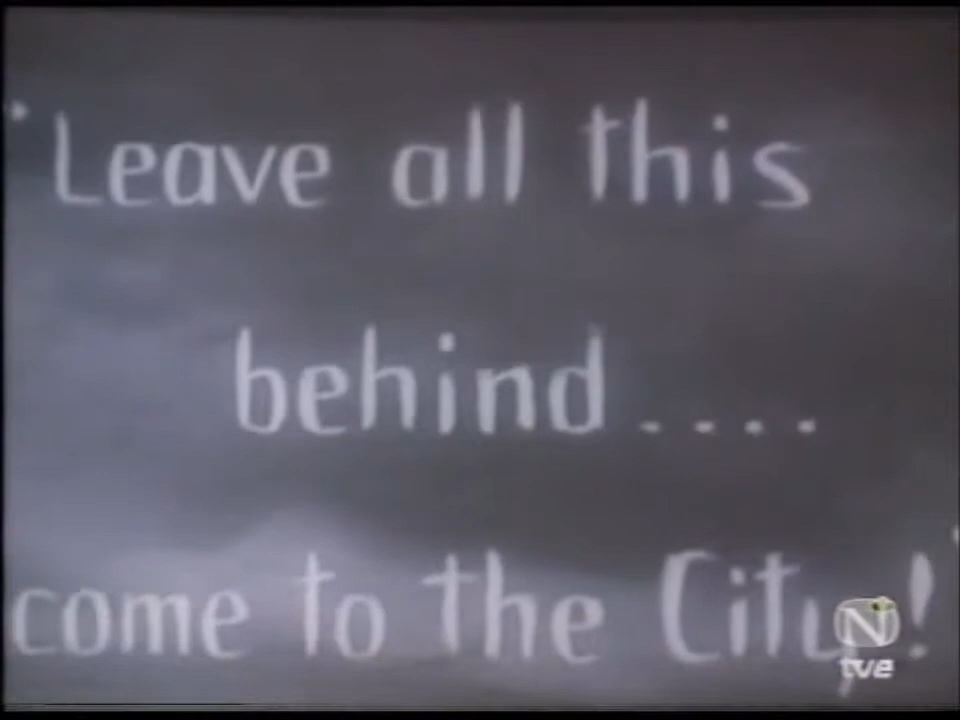 "Leave all this
behind....
come to the City!"
N
tve